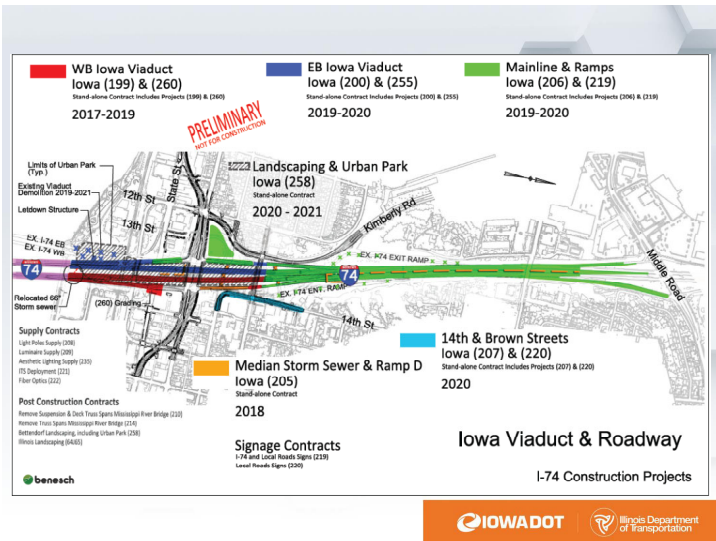 WB Iowa Viaduct
Iowa (199) & (260)
Stand-alone Contract Includes Projects (199) & (260)
2017-2019
EB Iowa Viaduct
Iowa (200) & (255)
Stand-alone Contract Includes Projects (200) & (255)
2019-2020
Mainline & Ramps
Iowa (206) & (219)
Stand-alone Contract Includes Projects (206) & (219)
2019-2020
PRELIMINARY
NOT FOR CONSTRUCTION
Landscaping & Urban Park
Iowa (258)
Stand-alone Contract
2020 - 2021
Limits of Urban Park
(Typ.)
Existing Viaduct
Demolition 2019-2021
Letdown Structure
12th St
13th St
State St
Kimberly Rd
EX. I-74 EB
EX. I-74 WB
74
EX. I-74 EXIT RAMP
74
EX. I-74 ENT. RAMP
Middle Road
Relocated 66"
Storm sewer
(260) Grading
14th St
Supply Contracts
Light Poles Supply (208)
Luminaire Supply (209)
Aesthetic Lighting Supply (235)
ITS Deployment (221)
Fiber Optics (222)
Post Construction Contracts
Remove Suspension & Deck Truss Spans Mississippi River Bridge (210)
Remove Truss Spans Mississippi River Bridge (214)
Bettendorf Landscaping, including Urban Park (258)
Illinois Landscaping (64J65)
Median Storm Sewer & Ramp D
Iowa (205)
Stand-alone Contract
2018
14th & Brown Streets
Iowa (207) & (220)
Stand-alone Contract Includes Projects (207) & (220)
2020
Signage Contracts
I-74 and Local Roads Signs (219)
Local Roads Signs (220)
Iowa Viaduct & Roadway
I-74 Construction Projects
benesch
IOWADOT
Illinois Department
of Transportation